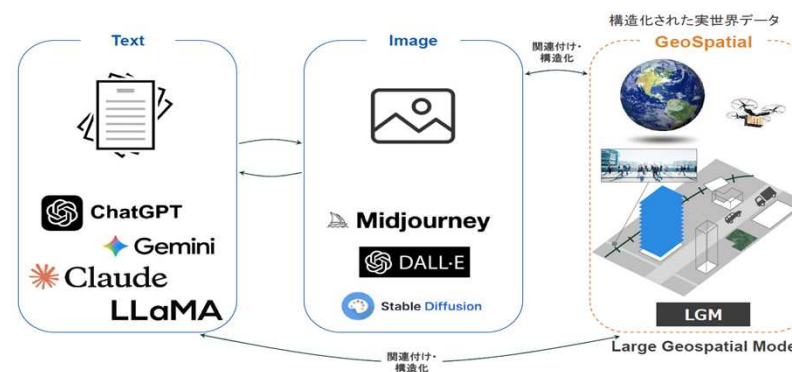 構造化された実世界データ
Text
Image
関連付け・
構造化
GeoSpatial
ChatGPT
Gemini
Claude
LLaMA
Midjourney
DALL·E
Stable Diffusion
LGM
Large Geospatial Mode
関連付け・
構造化